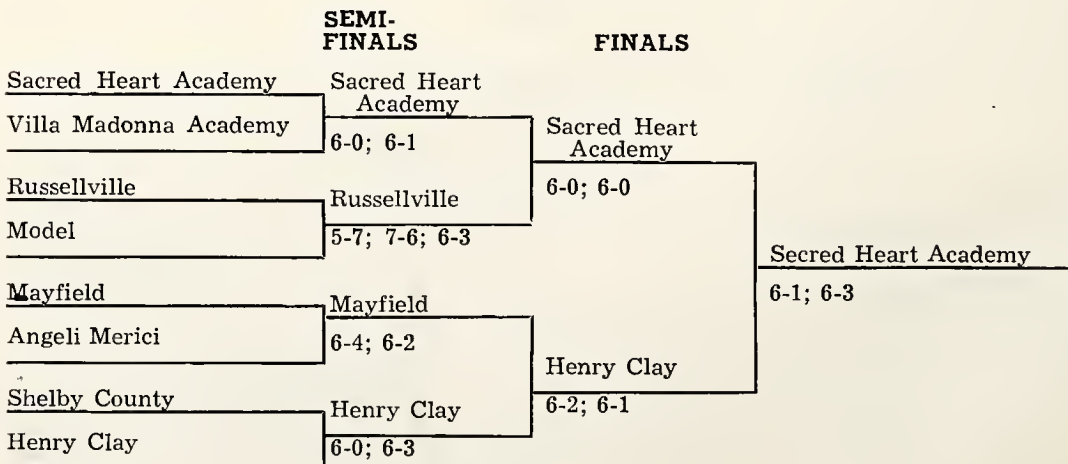 SEMI-
FINALS
FINALS
Sacred Heart Academy
Villa Madonna Academy
Russellville
Model
Mayfield
Angeli Merici
Shelby County
Henry Clay
Sacred Heart
Academy
6-0; 6-1
Russellville
5-7; 7-6; 6-3
Mayfield
6-4; 6-2
Henry Clay
6-0; 6-3
Sacred Heart
Academy
6-0; 6-0
Henry Clay
6-2; 6-1
Secred Heart Academy
6-1; 6-3